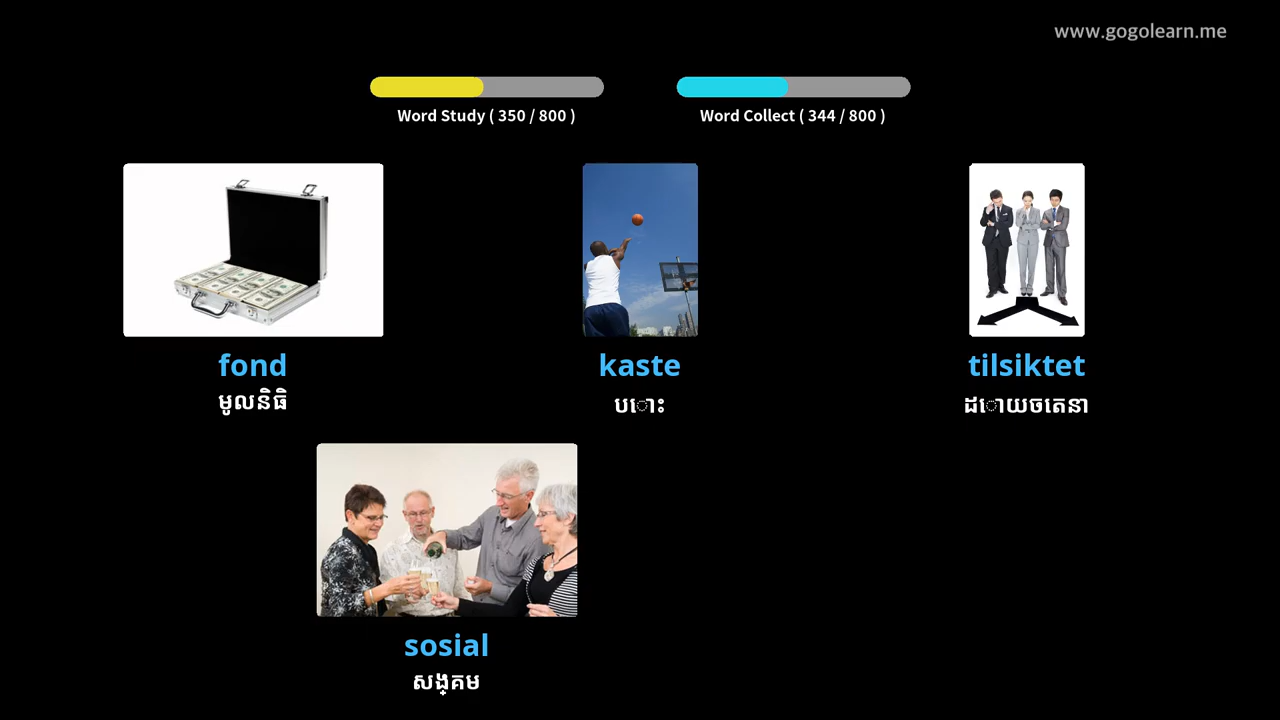 www.gogolearn.me
Word Study ( 350 / 800 )
Word Collect ( 344 / 800 )
fond
មូលនិធិ
kaste
បោះ
tilsiktet
ដោយចតេនា
sosial
សង្គម